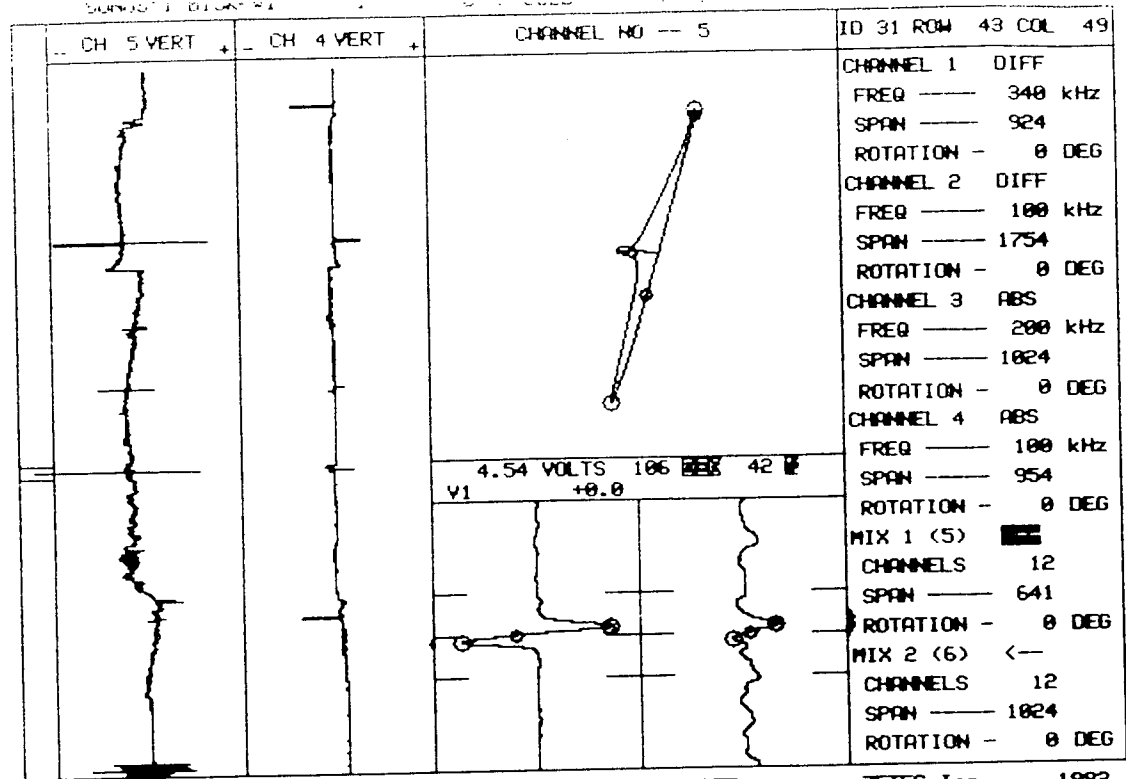 CH 5 VERT +
- CH 4 VERT +
CHANNEL NO -- 5
4.54 VOLTS 106 42
V1 +0.0
ID 31 ROW 43 COL 49
CHANNEL 1 DIFF
FREQ ----- 340 kHz
SPAN ----- 924
ROTATION - 0 DEG
CHANNEL 2 DIFF
FREQ ----- 100 kHz
SPAN ----- 1754
ROTATION - 0 DEG
CHANNEL 3 ABS
FREQ ----- 200 kHz
SPAN ----- 1024
ROTATION - 0 DEG
CHANNEL 4 ABS
FREQ ----- 100 kHz
SPAN ----- 954
ROTATION - 0 DEG
MIX 1 (5)
CHANNELS 12
SPAN ----- 641
ROTATION - 0 DEG
MIX 2 (6) <--
CHANNELS 12
SPAN ----- 1024
ROTATION - 0 DEG